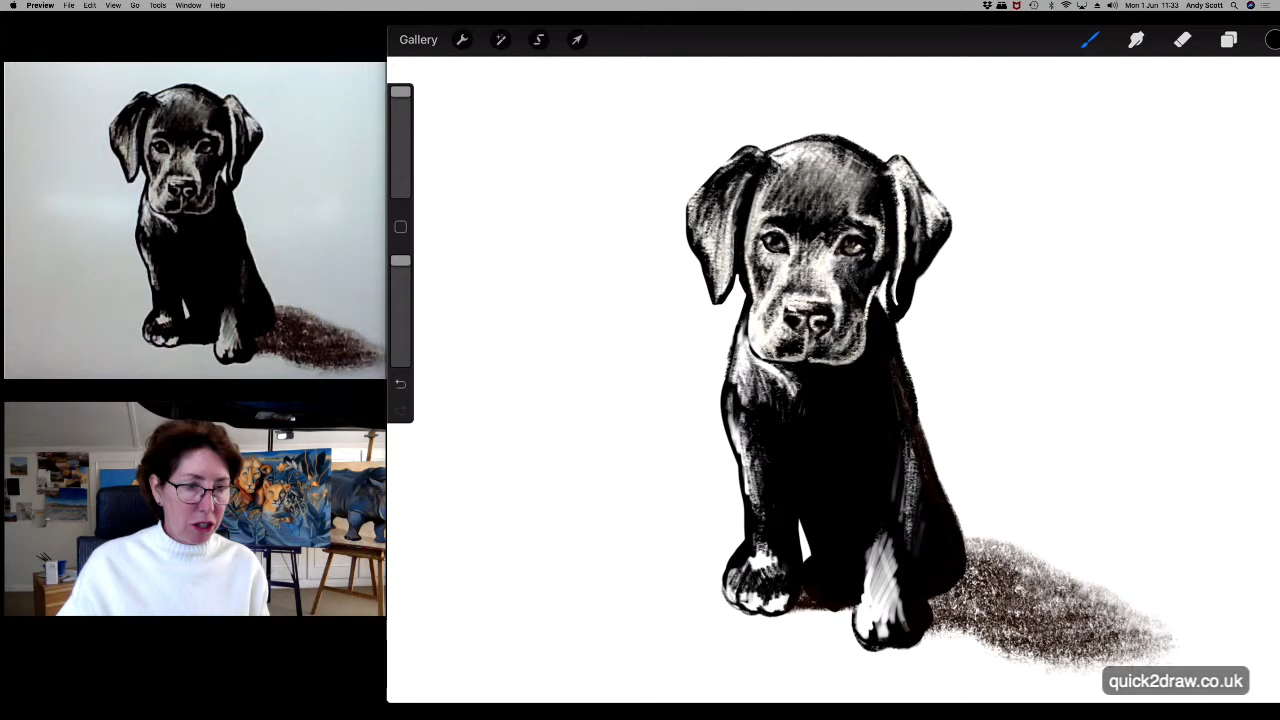 Preview File Edit View Go Tools Window Help
Mon 1 Jun 11:33 Andy Scott
Gallery
quick2draw.co.uk